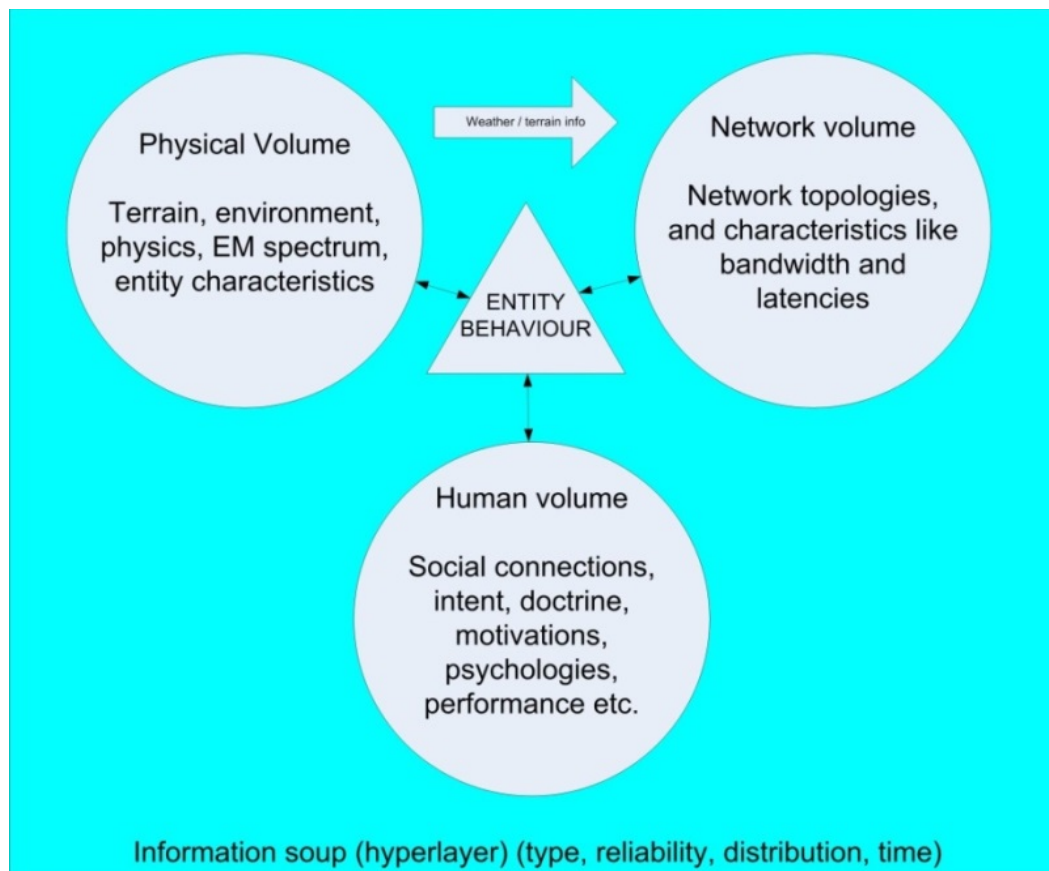 Physical Volume
Terrain, environment,
physics, EM spectrum,
entity characteristics
Weather / terrain info
Network volume
Network topologies,
and characteristics like
bandwidth and
latencies
ENTITY
BEHAVIOUR
Human volume
Social connections,
intent, doctrine,
motivations,
psychologies,
performance etc.
Information soup (hyperlayer) (type, reliability, distribution, time)